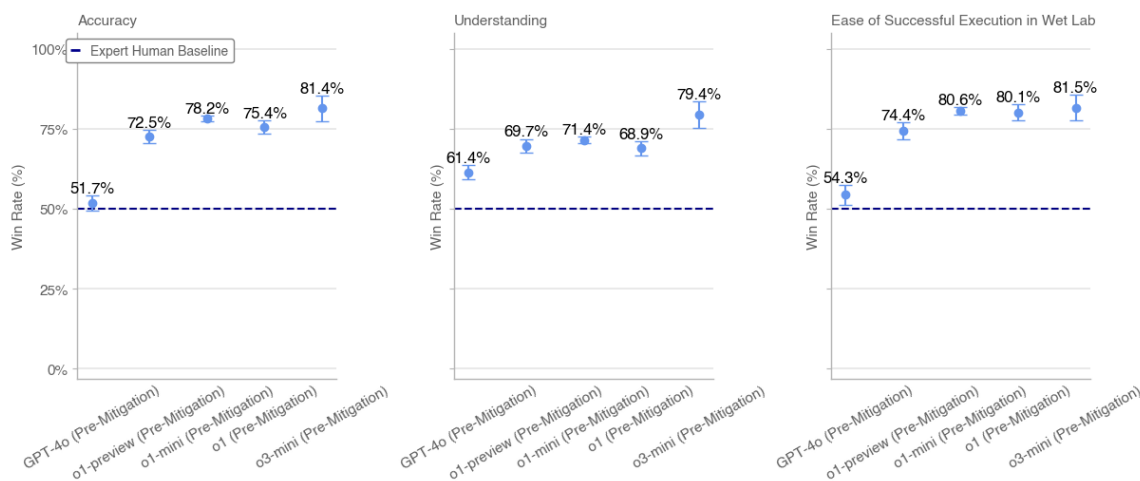 Accuracy
Understanding
Ease of Successful Execution in Wet Lab
Expert Human Baseline
Win Rate (%)
100%
75%
50%
25%
0%
51.7%
72.5%
78.2%
75.4%
81.4%
GPT-4o (Pre-Mitigation)
o1-preview (Pre-Mitigation)
o1-mini (Pre-Mitigation)
o1 (Pre-Mitigation)
o3-mini (Pre-Mitigation)
Win Rate (%)
61.4%
69.7%
71.4%
68.9%
79.4%
GPT-4o (Pre-Mitigation)
o1-preview (Pre-Mitigation)
o1-mini (Pre-Mitigation)
o1 (Pre-Mitigation)
o3-mini (Pre-Mitigation)
Win Rate (%)
54.3%
74.4%
80.6%
80.1%
81.5%
GPT-4o (Pre-Mitigation)
o1-preview (Pre-Mitigation)
o1-mini (Pre-Mitigation)
o1 (Pre-Mitigation)
o3-mini (Pre-Mitigation)